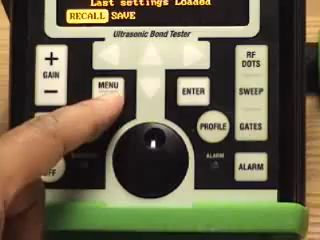 Last settings Loaded
RECALL SAVE
Ultrasonic Bond Tester
+
GAIN
−
MENU
ENTER
RF
DOTS
SWEEP
GATES
PROFILE
ALARM
ALARM
OFF